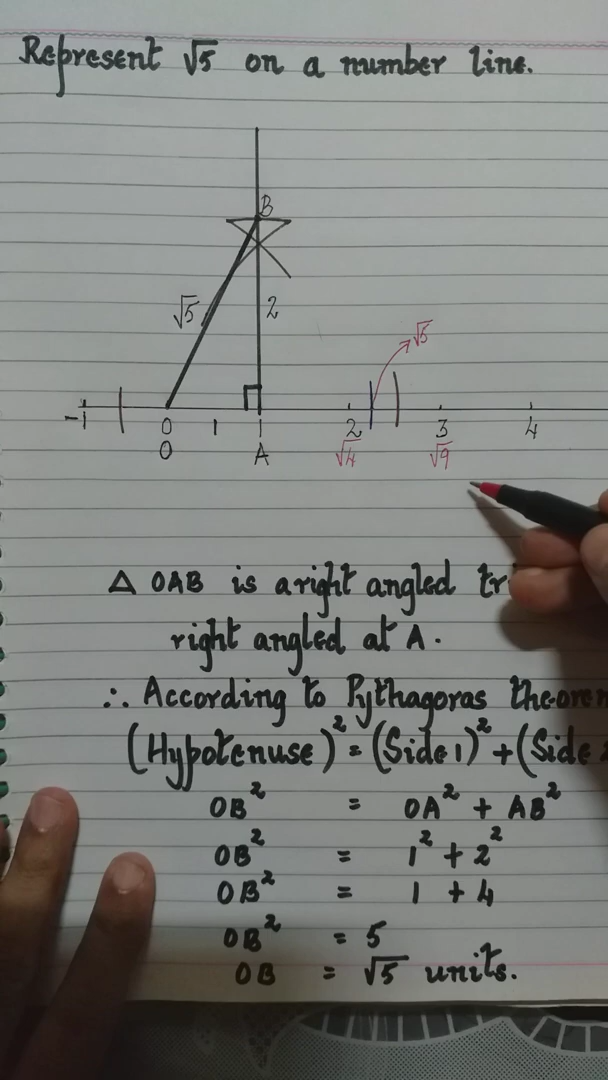 Represent √5 on a number line.
B
√5
2
√5
-1 0 1 1 2 3 4
O A √4 √9
△ OAB is a right angled
right angled at A.
∴ According to Pythagoras
(Hypotenuse)² = (Side 1)² + (Side
OB² = OA² + AB²
OB² = 1² + 2²
OB² = 1 + 4
OB² = 5
OB = √5 units.